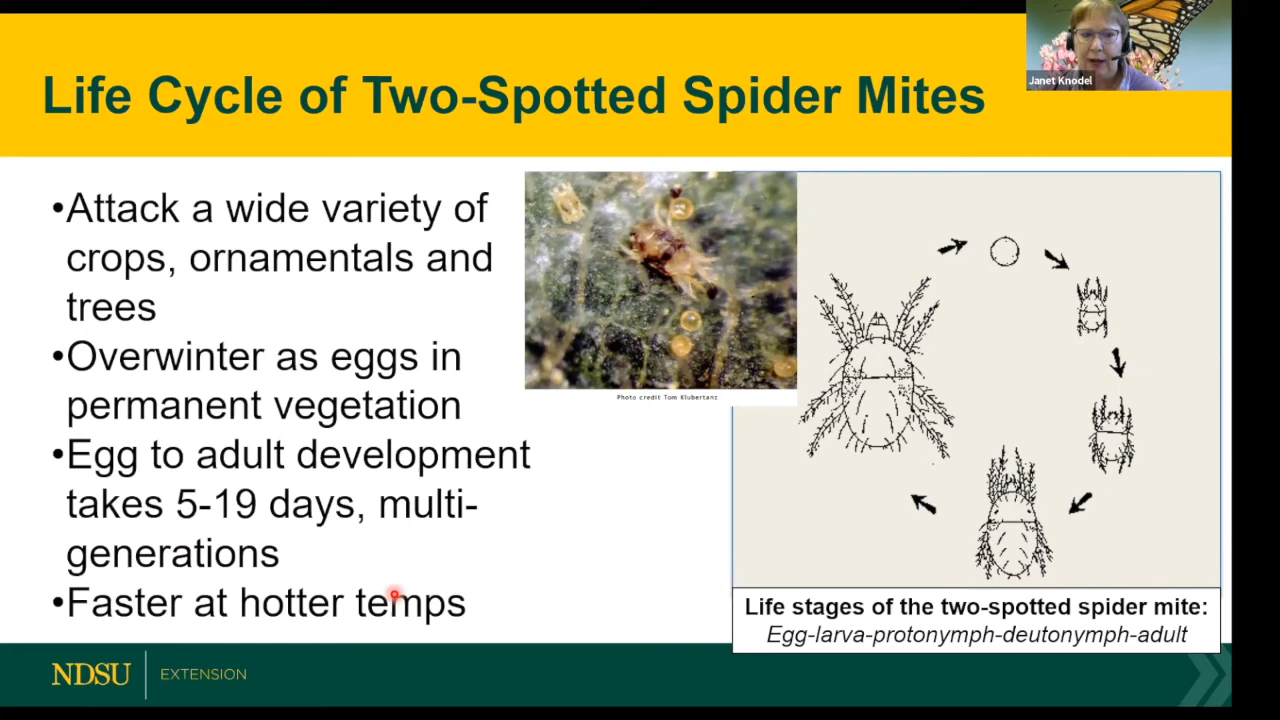 Life Cycle of Two-Spotted Spider Mites
Janet Knodel
•Attack a wide variety of
crops, ornamentals and
trees
•Overwinter as eggs in
permanent vegetation
•Egg to adult development
takes 5-19 days, multi-
generations
•Faster at hotter temps
Photo credit Tom Klubertanz
Life stages of the two-spotted spider mite:
Egg-larva-protonymph-deutonymph-adult
NDSU
EXTENSION